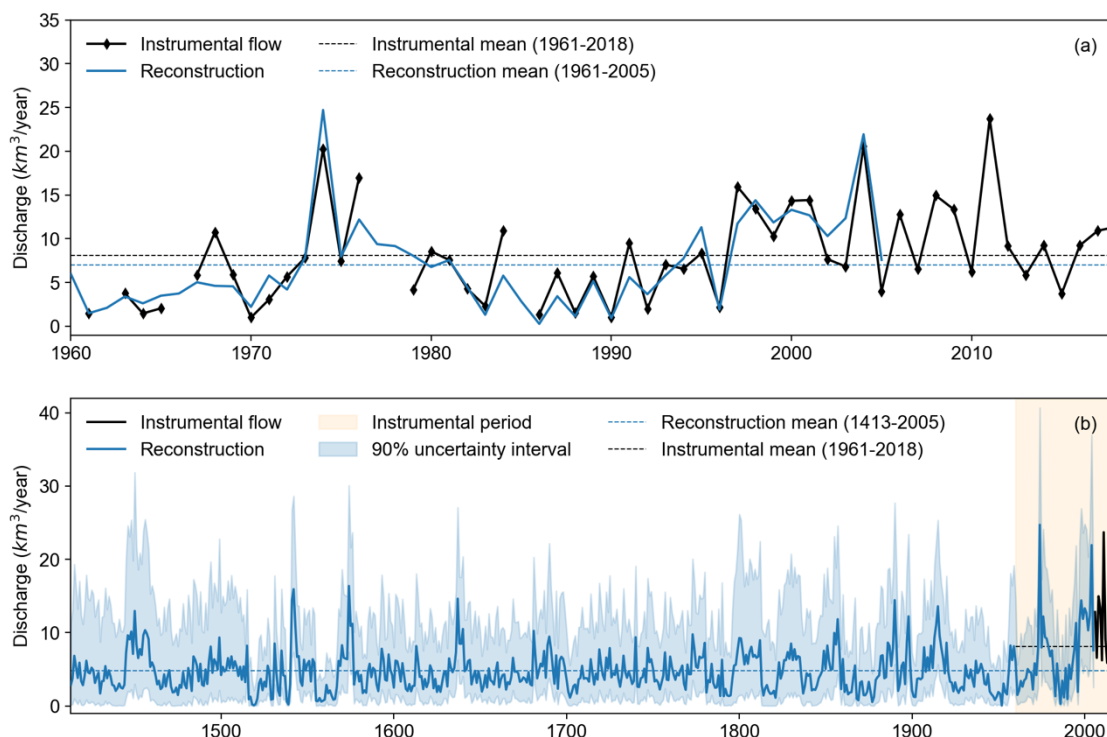 35
30
25
20
15
10
5
0
Discharge (km³/year)
Instrumental flow
Reconstruction
Instrumental mean (1961-2018)
Reconstruction mean (1961-2005)
(a)
1960 1970 1980 1990 2000 2010
40
30
20
10
0
Discharge (km³/year)
Instrumental flow
Reconstruction
Instrumental period
90% uncertainty interval
Reconstruction mean (1413-2005)
Instrumental mean (1961-2018)
(b)
1500 1600 1700 1800 1900 2000